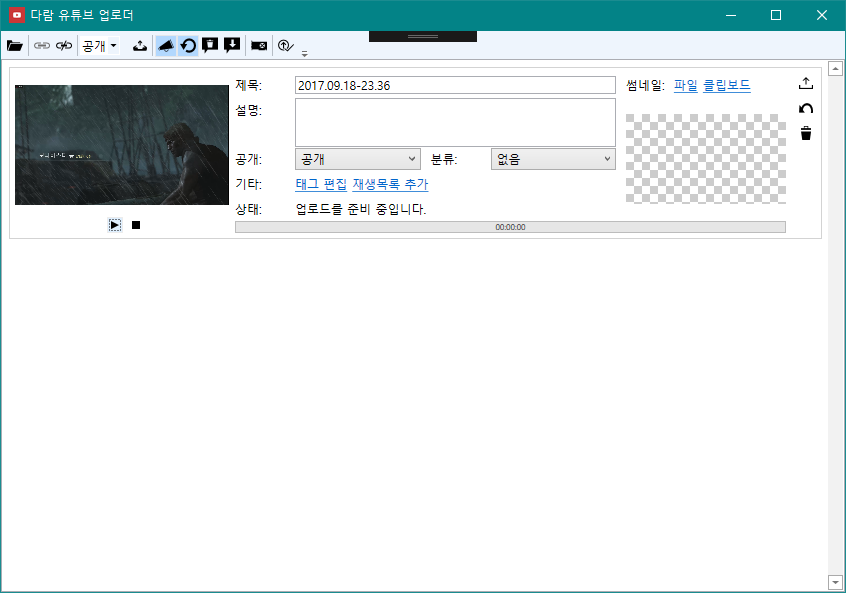 다람 유튜브 업로더
공개
제목: 2017.09.18-23.36 썸네일: 파일 클립보드
설명:
공개: 공개 분류: 없음
기타: 태그 편집 재생목록 추가
상태: 업로드를 준비 중입니다.
00:00:00